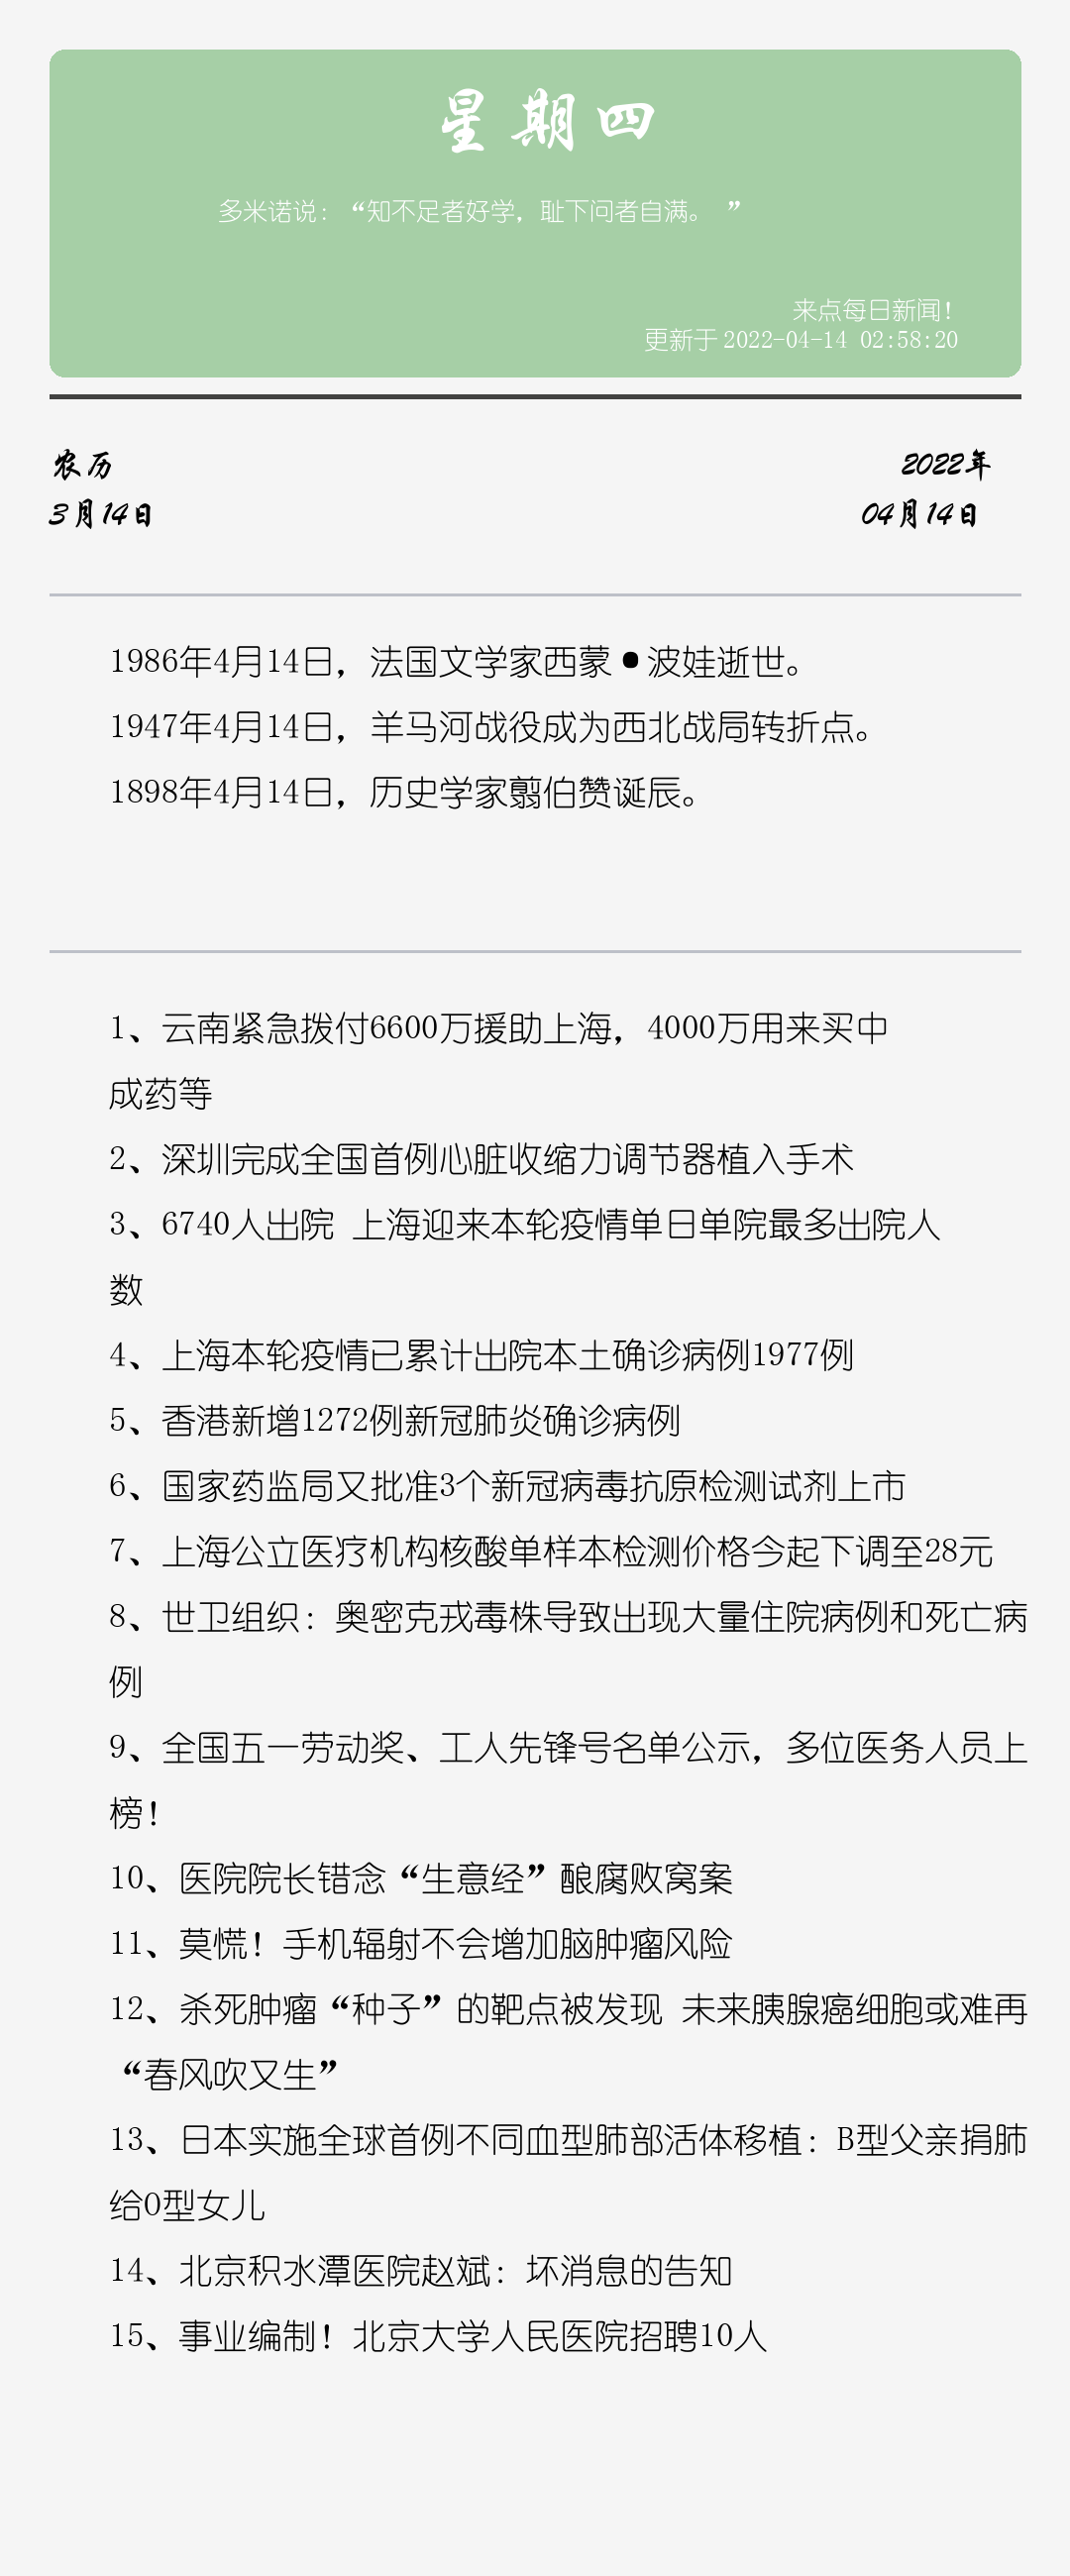 星期四
多米诺说：“知不足者好学，耻下问者自满。 ”
来点每日新闻！
更新于 2022-04-14 02:58:20
农历
2022年
3月14日
04月14日
1986年4月14日，法国文学家西蒙●波娃逝世。
1947年4月14日，羊马河战役成为西北战局转折点。
1898年4月14日，历史学家翦伯赞诞辰。
1、云南紧急拨付6600万援助上海，4000万用来买中
成药等
2、深圳完成全国首例心脏收缩力调节器植入手术
3、6740人出院 上海迎来本轮疫情单日单院最多出院人
数
4、上海本轮疫情已累计出院本土确诊病例1977例
5、香港新增1272例新冠肺炎确诊病例
6、国家药监局又批准3个新冠病毒抗原检测试剂上市
7、上海公立医疗机构核酸单样本检测价格今起下调至28元
8、世卫组织：奥密克戎毒株导致出现大量住院病例和死亡病
例
9、全国五一劳动奖、工人先锋号名单公示，多位医务人员上
榜！
10、医院院长错念“生意经”酿腐败窝案
11、莫慌！手机辐射不会增加脑肿瘤风险
12、杀死肿瘤“种子”的靶点被发现 未来胰腺癌细胞或难再
“春风吹又生”
13、日本实施全球首例不同血型肺部活体移植：B型父亲捐肺
给O型女儿
14、北京积水潭医院赵斌：坏消息的告知
15、事业编制！北京大学人民医院招聘10人